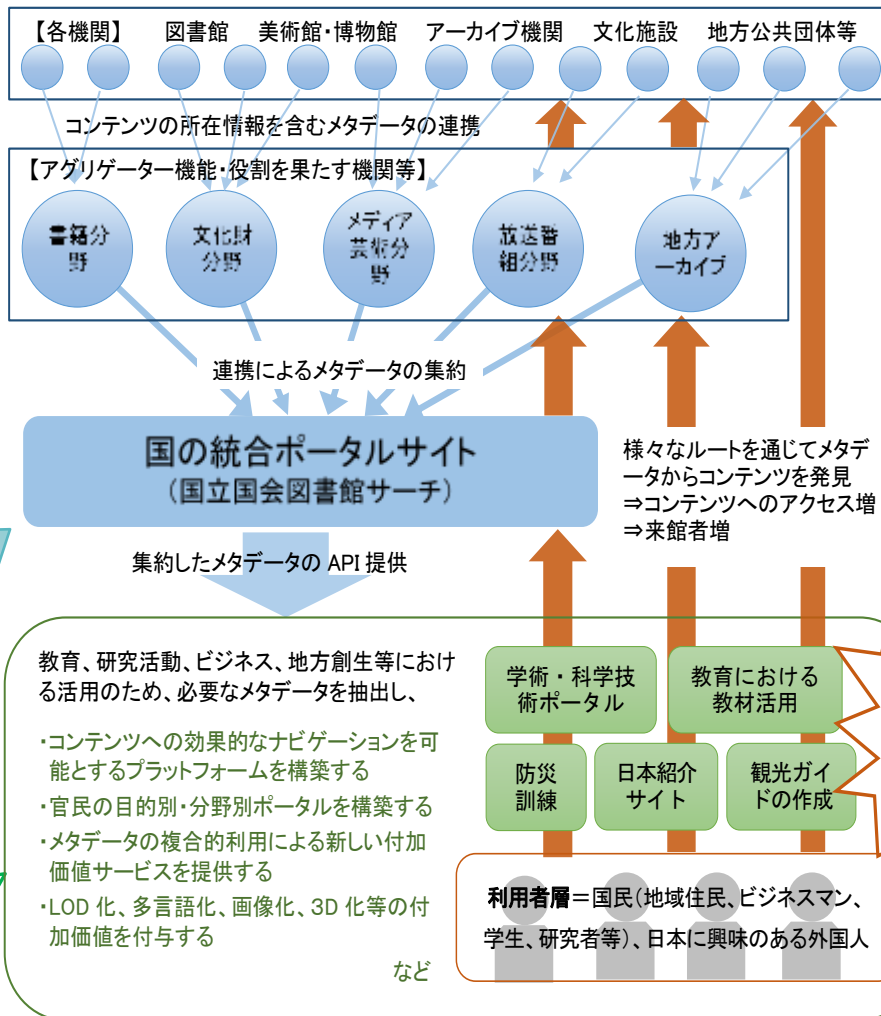 【各機関】 図書館 美術館・博物館 アーカイブ機関 文化施設 地方公共団体等
コンテンツの所在情報を含むメタデータの連携
【アグリゲーター機能・役割を果たす機関等】
書籍分
野
文化財
分野
メディア
芸術分
野
放送番
組分野
地方ア
ーカイブ
連携によるメタデータの集約
国の統合ポータルサイト
（国立国会図書館サーチ）
様々なルートを通じてメタデ
ータからコンテンツを発見
⇒コンテンツへのアクセス増
⇒来館者増
集約したメタデータの API 提供
教育、研究活動、ビジネス、地方創生等におけ
る活用のため、必要なメタデータを抽出し、
・コンテンツへの効果的なナビゲーションを可
能とするプラットフォームを構築する
・官民の目的別・分野別ポータルを構築する
・メタデータの複合的利用による新しい付加
価値サービスを提供する
・LOD 化、多言語化、画像化、3D 化等の付
加価値を付与する
など
学術・科学技
術ポータル
教育における
教材活用
防災
訓練
日本紹介
サイト
観光ガイ
ドの作成
利用者層＝国民（地域住民、ビジネスマン、
学生、研究者等）、日本に興味のある外国人